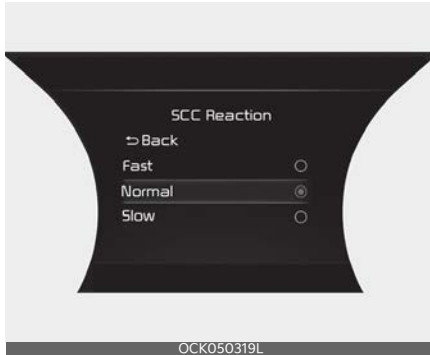 SCC Reaction
⮌ Back
Fast
Normal
Slow
OCK050319L